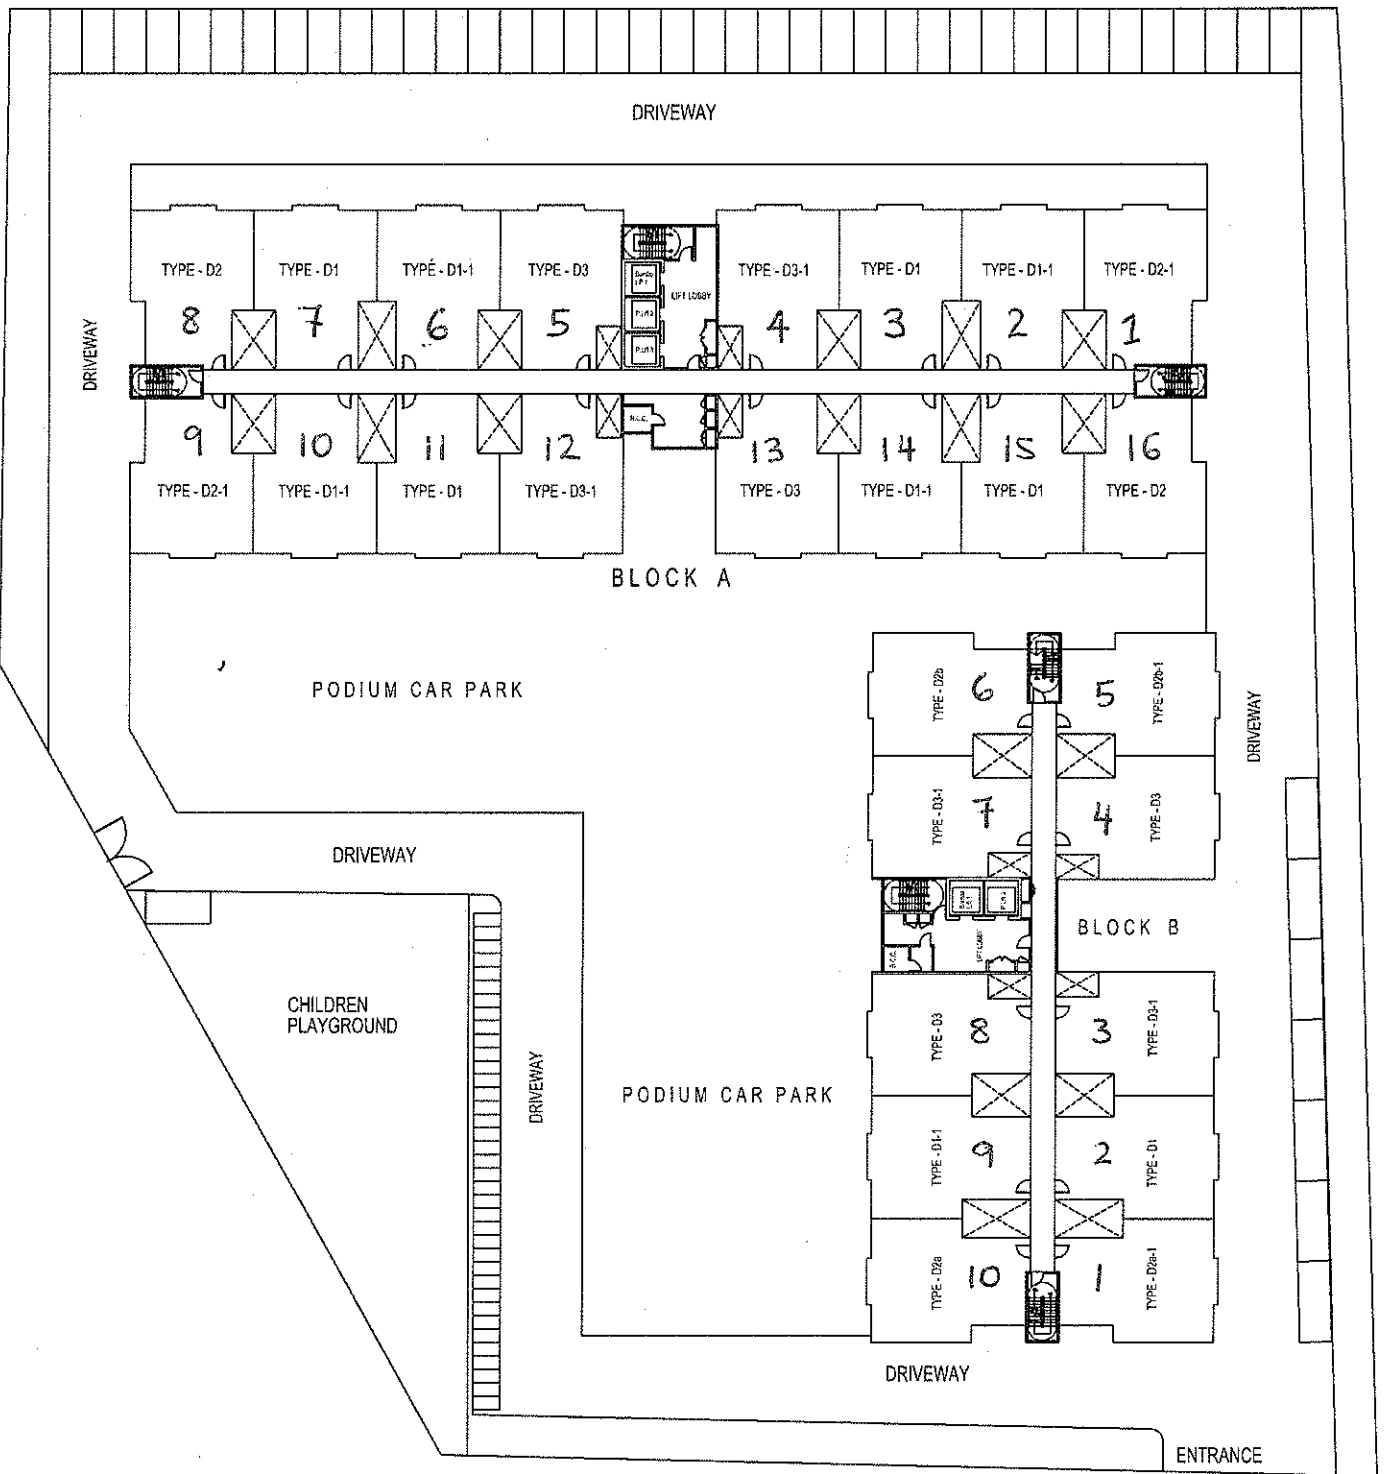 DRIVEWAY
TYPE - D2
TYPE - D1
TYPE - D1-1
TYPE - D3
LIFT LOBBY
TYPE - D3-1
TYPE - D1
TYPE - D1-1
TYPE - D2-1
8
7
6
5
4
3
2
1
DRIVEWAY
9
10
11
12
13
14
15
16
TYPE - D2-1
TYPE - D1-1
TYPE - D1
TYPE - D3-1
TYPE - D3
TYPE - D1-1
TYPE - D1
TYPE - D2
BLOCK A
PODIUM CAR PARK
TYPE - D2b
6
5
TYPE - D2b-1
DRIVEWAY
TYPE - D3-1
7
4
TYPE - D3
DRIVEWAY
LIFT LOBBY
BLOCK B
CHILDREN
PLAYGROUND
TYPE - D3
8
3
TYPE - D3-1
DRIVEWAY
PODIUM CAR PARK
TYPE - D1-1
9
2
TYPE - D1
TYPE - D2a
10
1
TYPE - D2a-1
DRIVEWAY
ENTRANCE